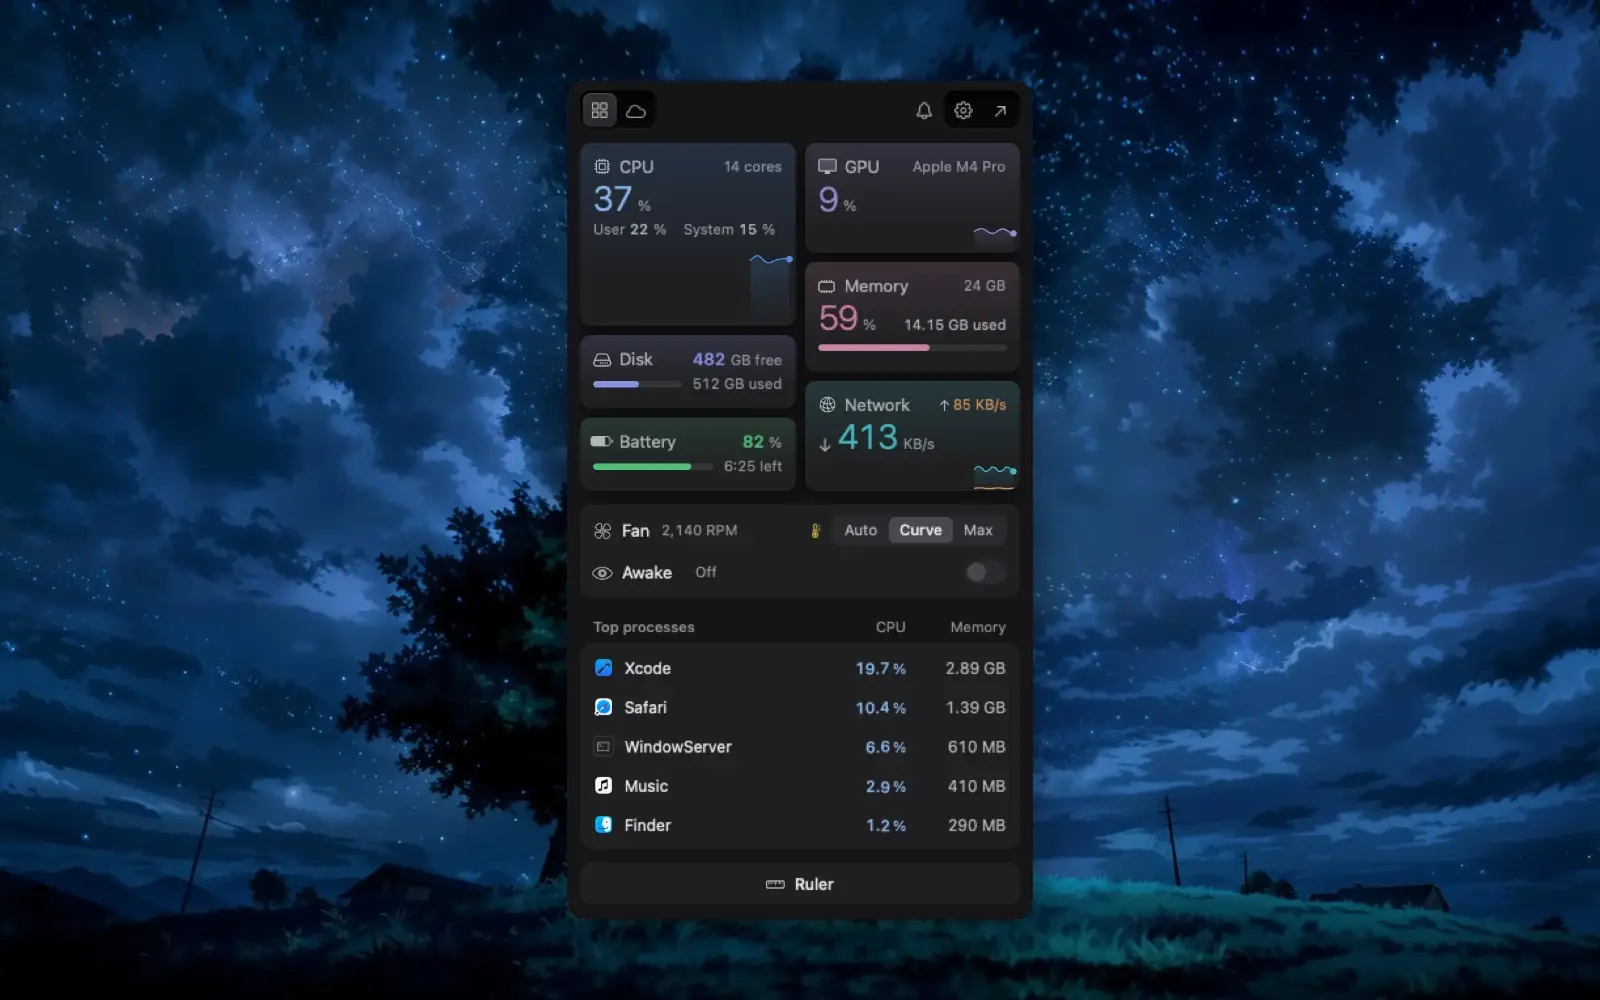 CPU 14 cores
37 %
User 22 % System 15 %
GPU Apple M4 Pro
9 %
Memory 24 GB
59 % 14.15 GB used
Disk 482 GB free
512 GB used
Battery 82 %
6:25 left
Network ↑ 85 KB/s
↓ 413 KB/s
Fan 2,140 RPM Auto Curve Max
Awake Off
Top processes CPU Memory
Xcode 19.7 % 2.89 GB
Safari 10.4 % 1.39 GB
WindowServer 6.6 % 610 MB
Music 2.9 % 410 MB
Finder 1.2 % 290 MB
Ruler